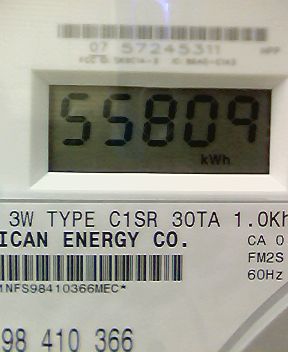 07 57245311
55809
kWh
3W TYPE C1SR 30TA 1.0Kh
ICAN ENERGY CO.
CA 0
FM2S
60Hz
NFS98410366MEC*
98 410 366